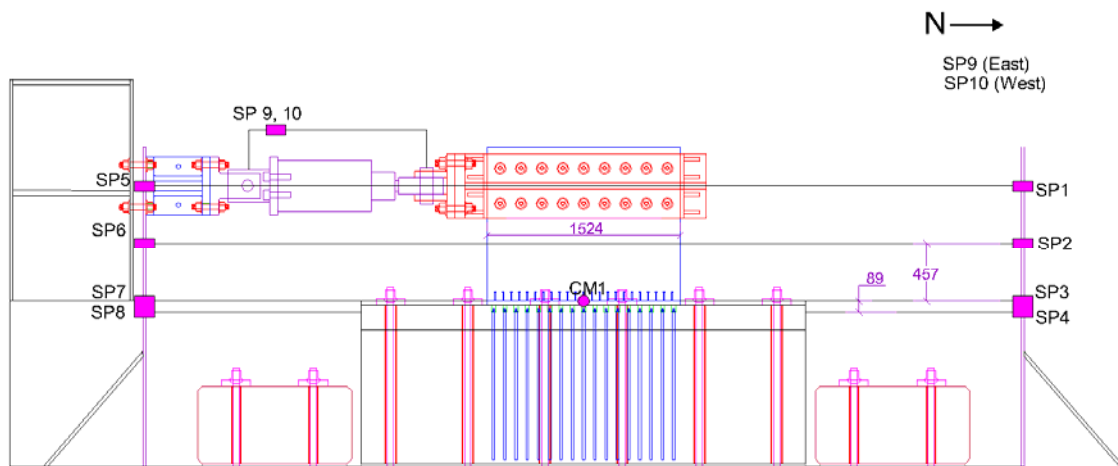 N
SP9 (East)
SP10 (West)
SP 9, 10
SP5
SP1
1524
SP6
SP2
457
89
CM1
SP7
SP3
SP8
SP4